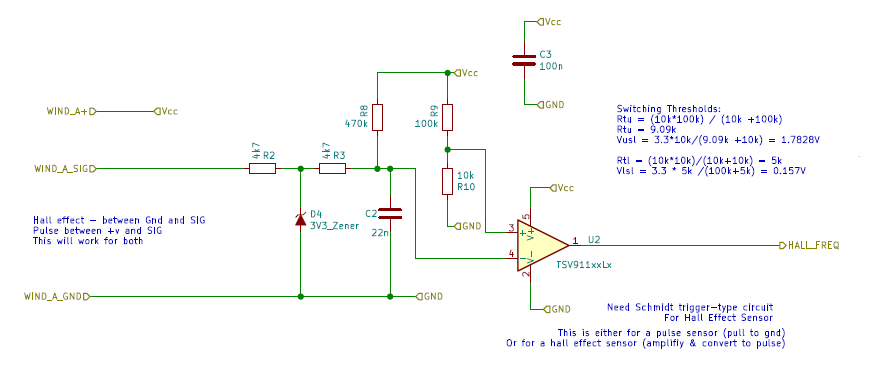 Vcc
C3
100n
GND
Vcc
WIND_A+
Vcc
R8
470k
R9
100k
Switching Thresholds:
Rtu = (10k*100k) / (10k +100k)
Rtu = 9.09k
Vusl = 3.3*10k/(9.09k +10k) = 1.7828V
Rtl = (10k*10k)/(10k+10k) = 5k
Vlsl = 3.3 * 5k /(100k+5k) = 0.157V
4k7
R2
4k7
R3
WIND_A_SIG
10k
R10
Vcc
D4
3V3_Zener
C2
22n
GND
Hall effect - between Gnd and SIG
Pulse between +v and SIG
This will work for both
5
V+
3
+
U2
1
HALL_FREQ
4
-
V-
2
TSV911xxLx
WIND_A_GND
GND
GND
Need Schmidt trigger-type circuit
For Hall Effect Sensor
This is either for a pulse sensor (pull to gnd)
Or for a hall effect sensor (amplifiy & convert to pulse)